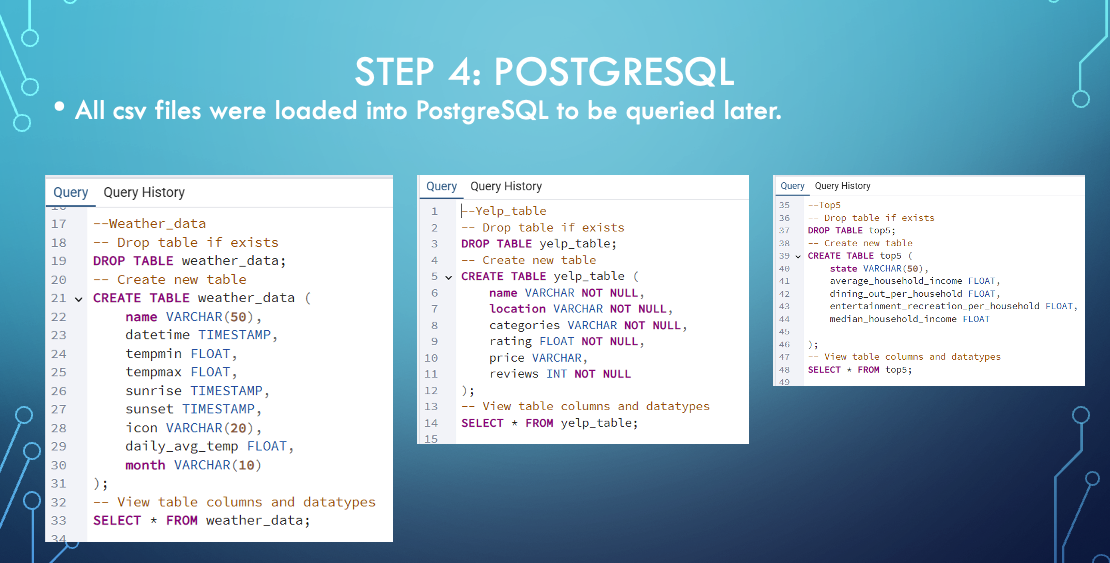 STEP 4: POSTGRESQL
• All csv files were loaded into PostgreSQL to be queried later.
Query Query History
17 --Weather_data
18 -- Drop table if exists
19 DROP TABLE weather_data;
20 -- Create new table
21 CREATE TABLE weather_data (
22 name VARCHAR(50),
23 datetime TIMESTAMP,
24 tempmin FLOAT,
25 tempmax FLOAT,
26 sunrise TIMESTAMP,
27 sunset TIMESTAMP,
28 icon VARCHAR(20),
29 daily_avg_temp FLOAT,
30 month VARCHAR(10)
31 );
32 -- View table columns and datatypes
33 SELECT * FROM weather_data;
34
Query Query History
1 --Yelp_table
2 -- Drop table if exists
3 DROP TABLE yelp_table;
4 -- Create new table
5 CREATE TABLE yelp_table (
6 name VARCHAR NOT NULL,
7 location VARCHAR NOT NULL,
8 categories VARCHAR NOT NULL,
9 rating FLOAT NOT NULL,
10 price VARCHAR,
11 reviews INT NOT NULL
12 );
13 -- View table columns and datatypes
14 SELECT * FROM yelp_table;
15
Query Query History
35 --Top5
36 -- Drop table if exists
37 DROP TABLE top5;
38 -- Create new table
39 CREATE TABLE top5 (
40 state VARCHAR(50),
41 average_household_income FLOAT,
42 dining_out_per_household FLOAT,
43 entertainment_recreation_per_household FLOAT,
44 median_household_income FLOAT
45
46 );
47 -- View table columns and datatypes
48 SELECT * FROM top5;
49